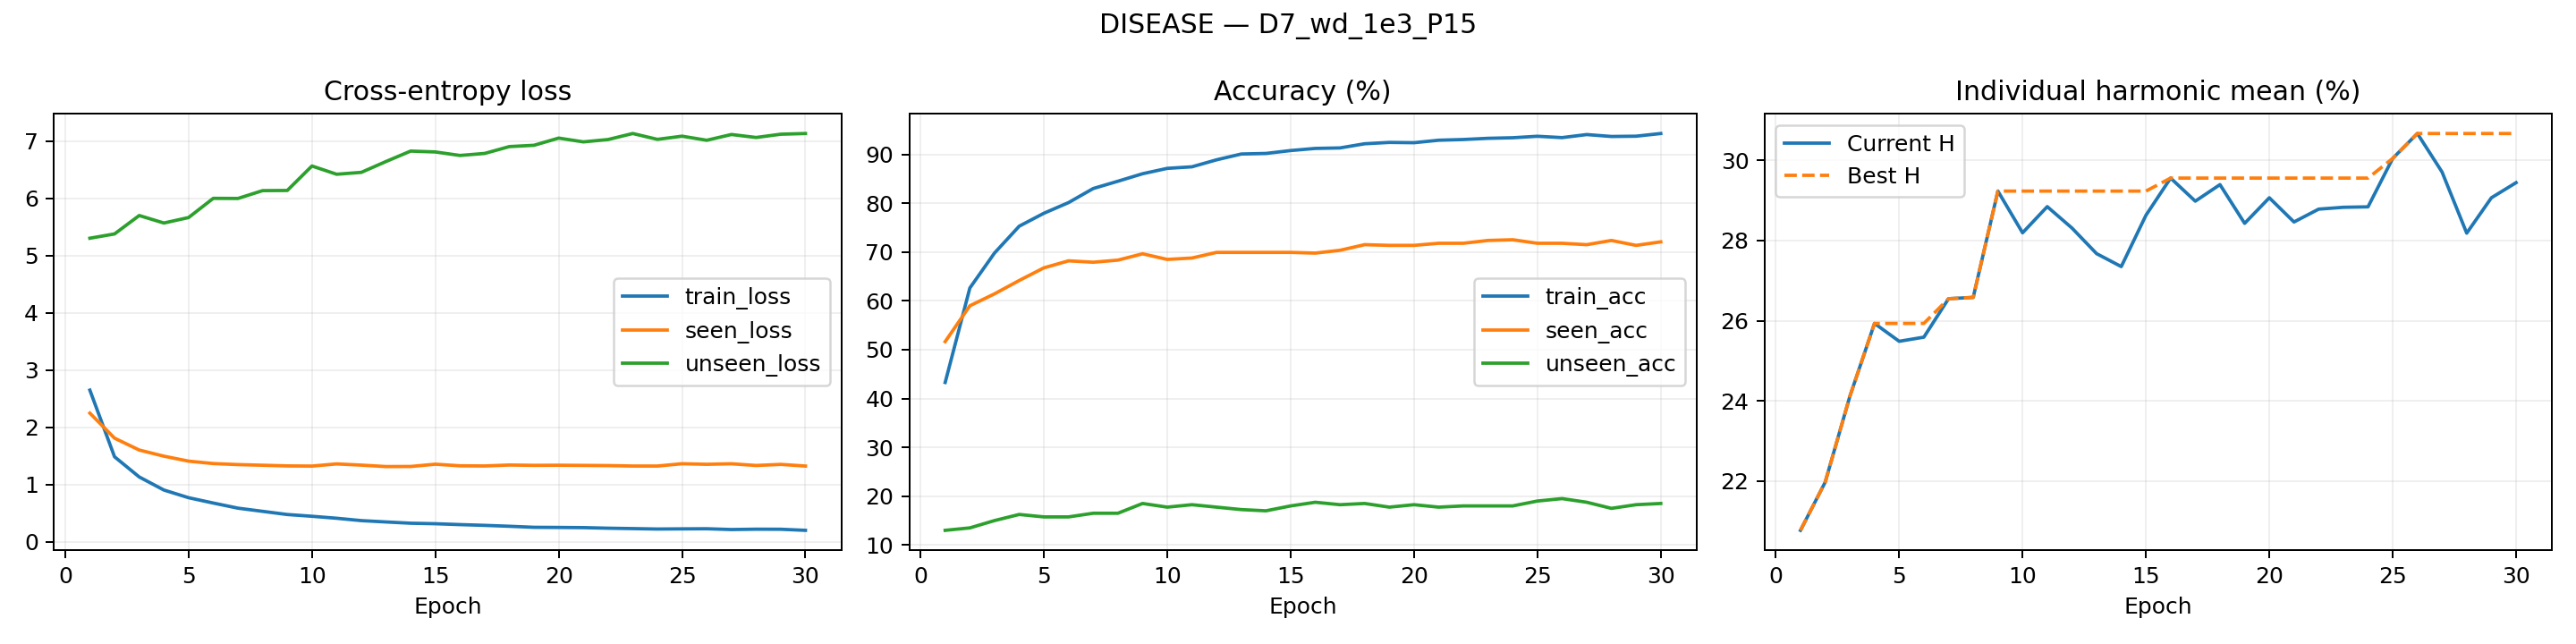 DISEASE — D7_wd_1e3_P15
Cross-entropy loss
7
6
5
4
3
2
1
0
train_loss
seen_loss
unseen_loss
0 5 10 15 20 25 30
Epoch
Accuracy (%)
90
80
70
60
50
40
30
20
10
train_acc
seen_acc
unseen_acc
0 5 10 15 20 25 30
Epoch
Individual harmonic mean (%)
30
28
26
24
22
Current H
Best H
0 5 10 15 20 25 30
Epoch